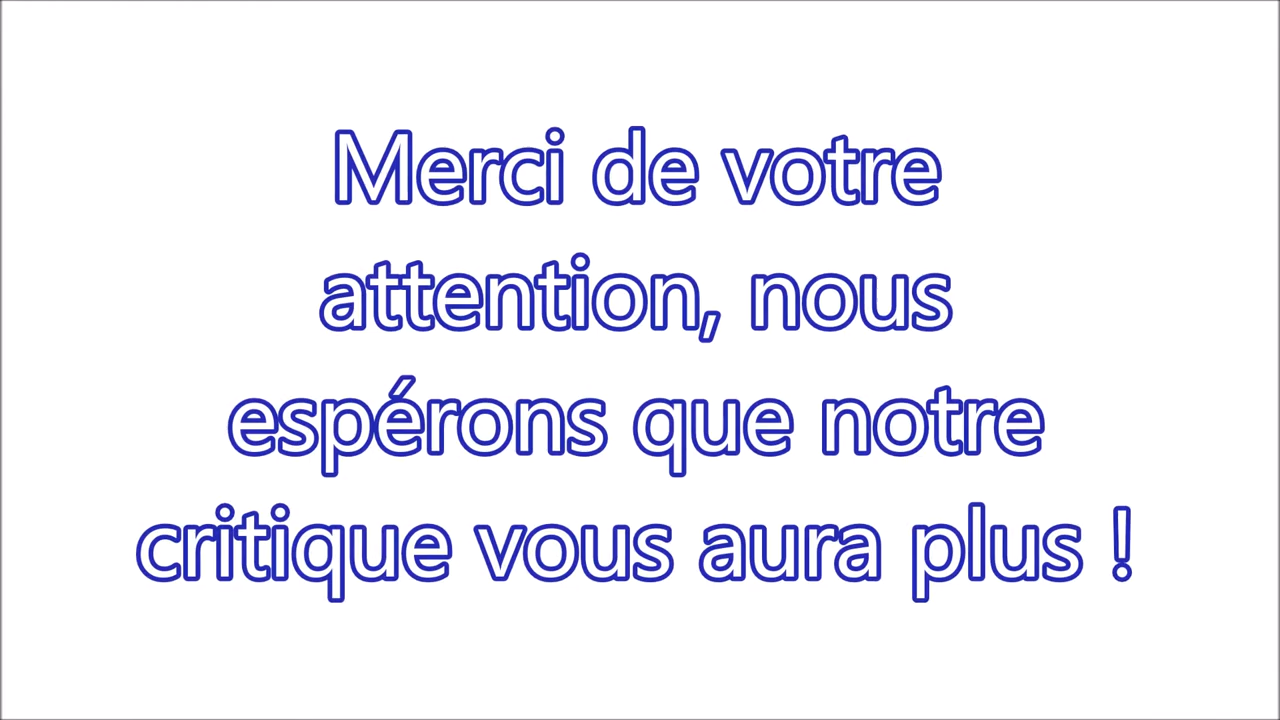 Merci de votre
attention, nous
espérons que notre
critique vous aura plus !